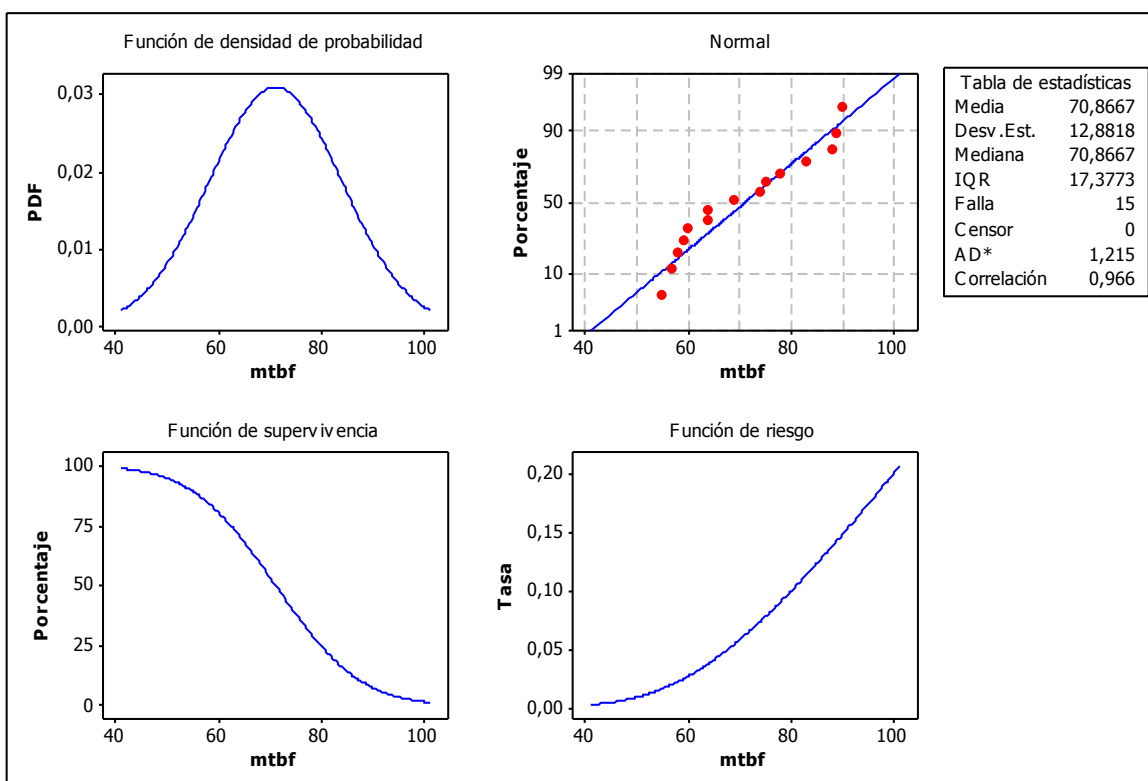 Función de densidad de probabilidad
0,03
0,02
0,01
0,00
PDF
40 60 80 100
mtbf
Normal
99
90
50
10
1
Porcentaje
40 60 80 100
mtbf
Tabla de estadísticas
Media 70,8667
Desv.Est. 12,8818
Mediana 70,8667
IQR 17,3773
Falla 15
Censor 0
AD* 1,215
Correlación 0,966
Función de supervivencia
100
75
50
25
0
Porcentaje
40 60 80 100
mtbf
Función de riesgo
0,20
0,15
0,10
0,05
0,00
Tasa
40 60 80 100
mtbf